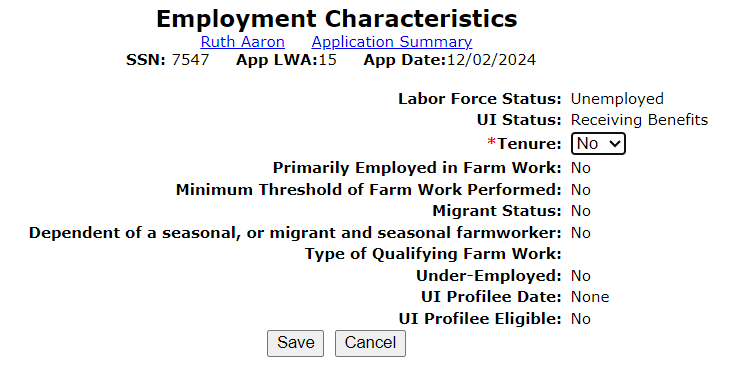 Employment Characteristics
Ruth Aaron Application Summary
SSN: 7547 App LWA:15 App Date:12/02/2024
Labor Force Status: Unemployed
UI Status: Receiving Benefits
*Tenure: No
Primarily Employed in Farm Work: No
Minimum Threshold of Farm Work Performed: No
Migrant Status: No
Dependent of a seasonal, or migrant and seasonal farmworker: No
Type of Qualifying Farm Work:
Under-Employed: No
UI Profilee Date: None
UI Profilee Eligible: No
Save Cancel